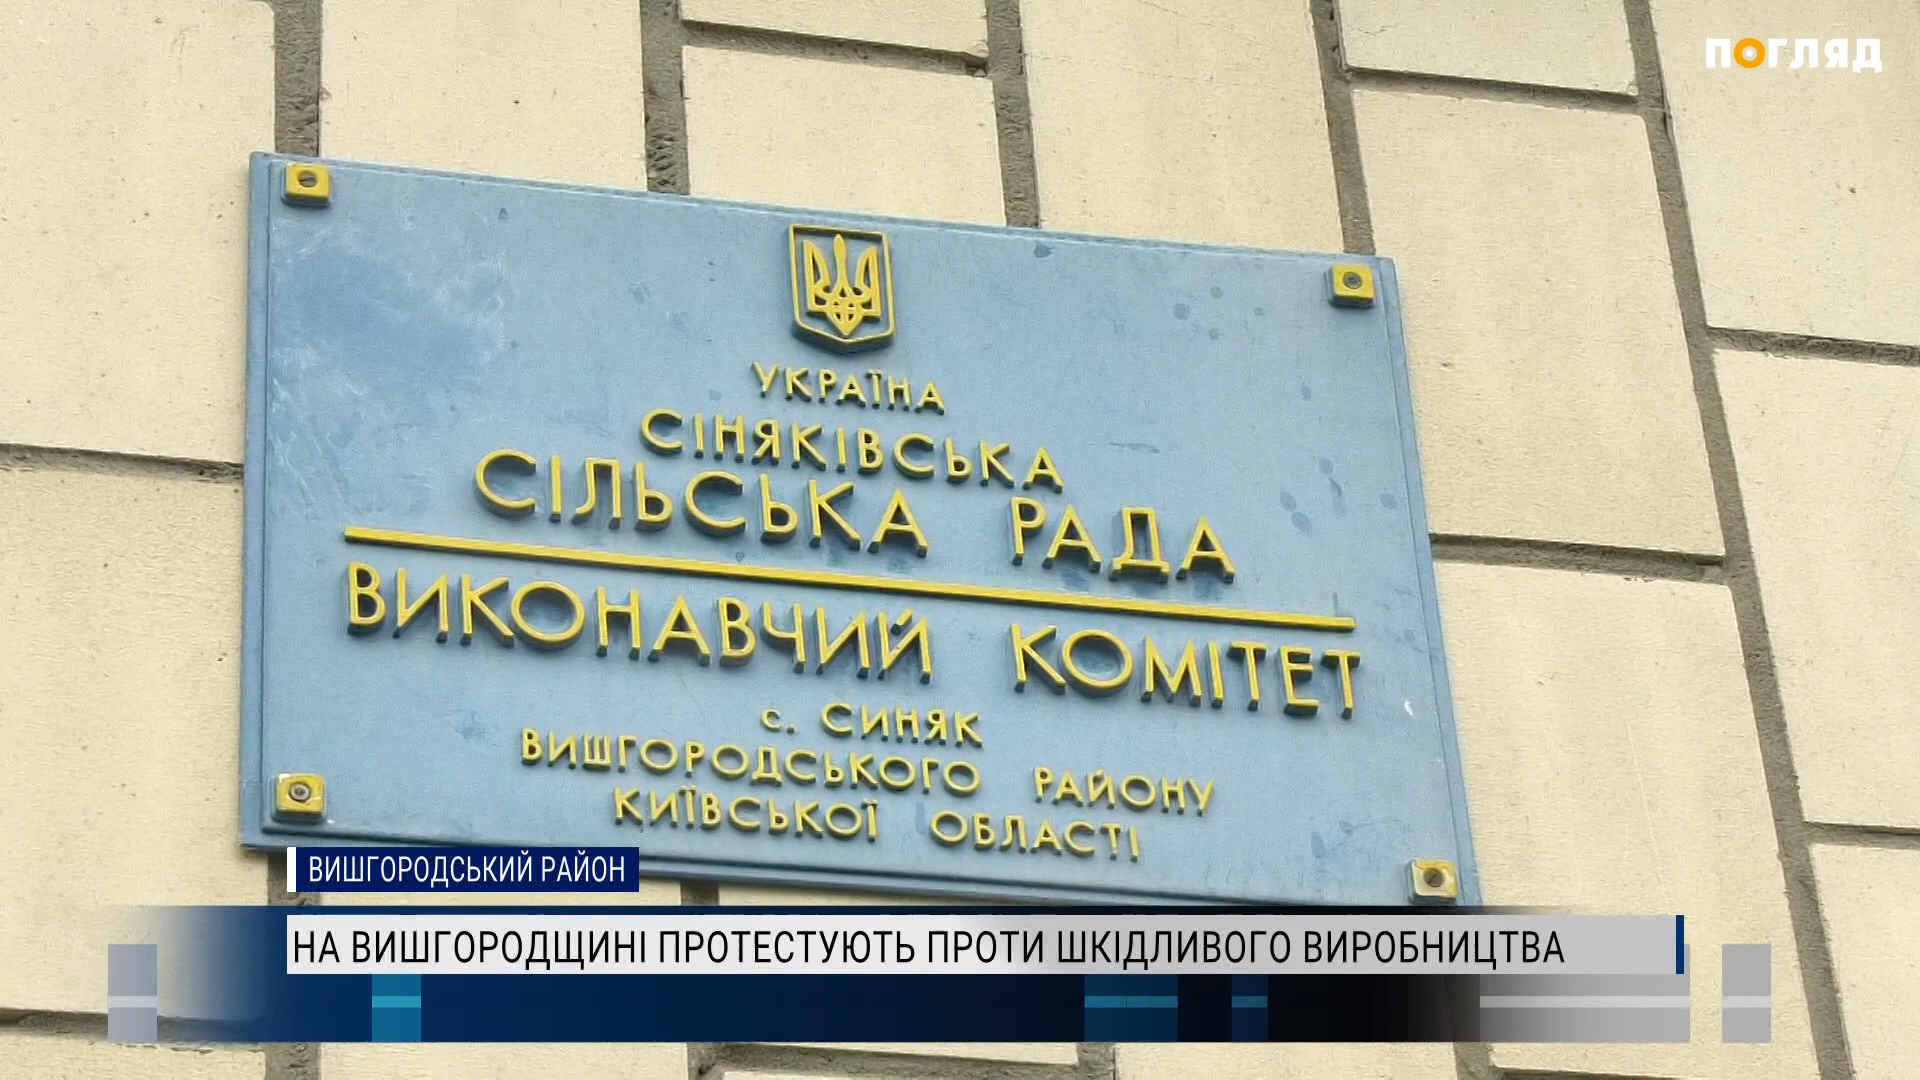 ПОГЛЯД
УКРАЇНА
СІНЯКІВСЬКА
СІЛЬСЬКА РАДА
ВИКОНАВЧИЙ КОМІТЕТ
с. СИНЯК
ВИШГОРОДСЬКОГО РАЙОНУ
КИЇВСЬКОЇ ОБЛАСТІ
ВИШГОРОДСЬКИЙ РАЙОН
НА ВИШГОРОДЩИНІ ПРОТЕСТУЮТЬ ПРОТИ ШКІДЛИВОГО ВИРОБНИЦТВА